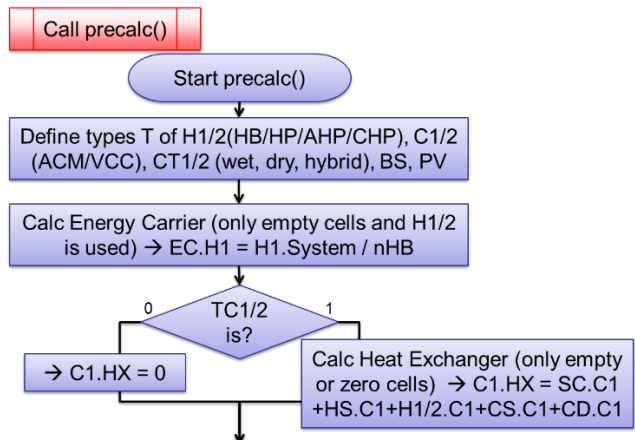 Call precalc()
Start precalc()
Define types T of H1/2(HB/HP/AHP/CHP), C1/2
(ACM/VCC), CT1/2 (wet, dry, hybrid), BS, PV
Calc Energy Carrier (only empty cells and H1/2
is used) → EC.H1 = H1.System / nHB
0
TC1/2
is?
1
→ C1.HX = 0
Calc Heat Exchanger (only empty
or zero cells) → C1.HX = SC.C1
+HS.C1+H1/2.C1+CS.C1+CD.C1